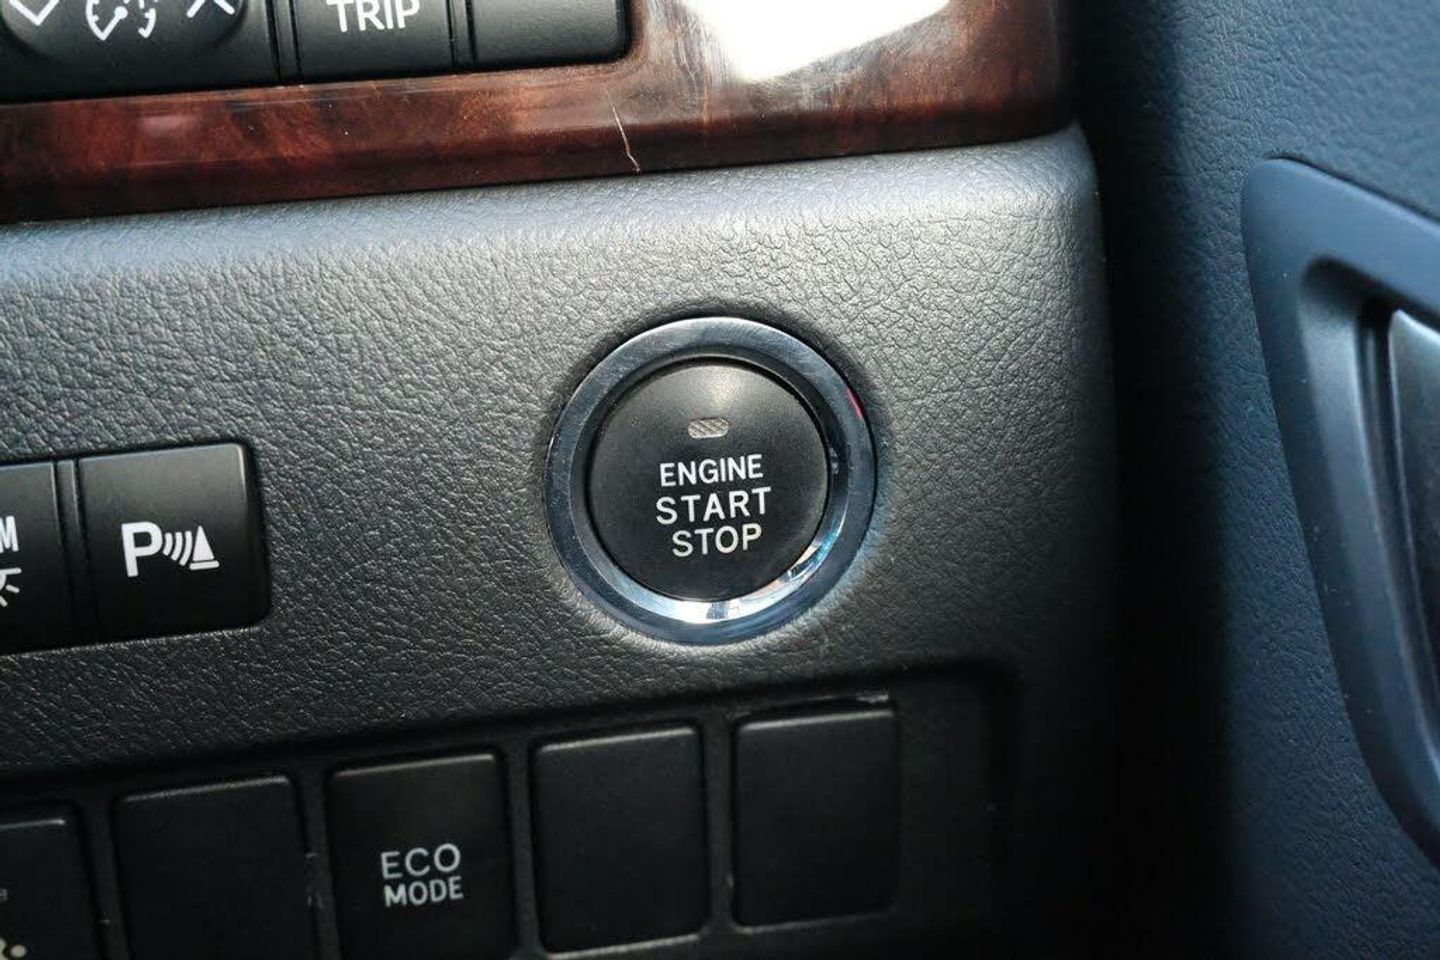 TRIP
ENGINE
START
STOP
P
ECO
MODE